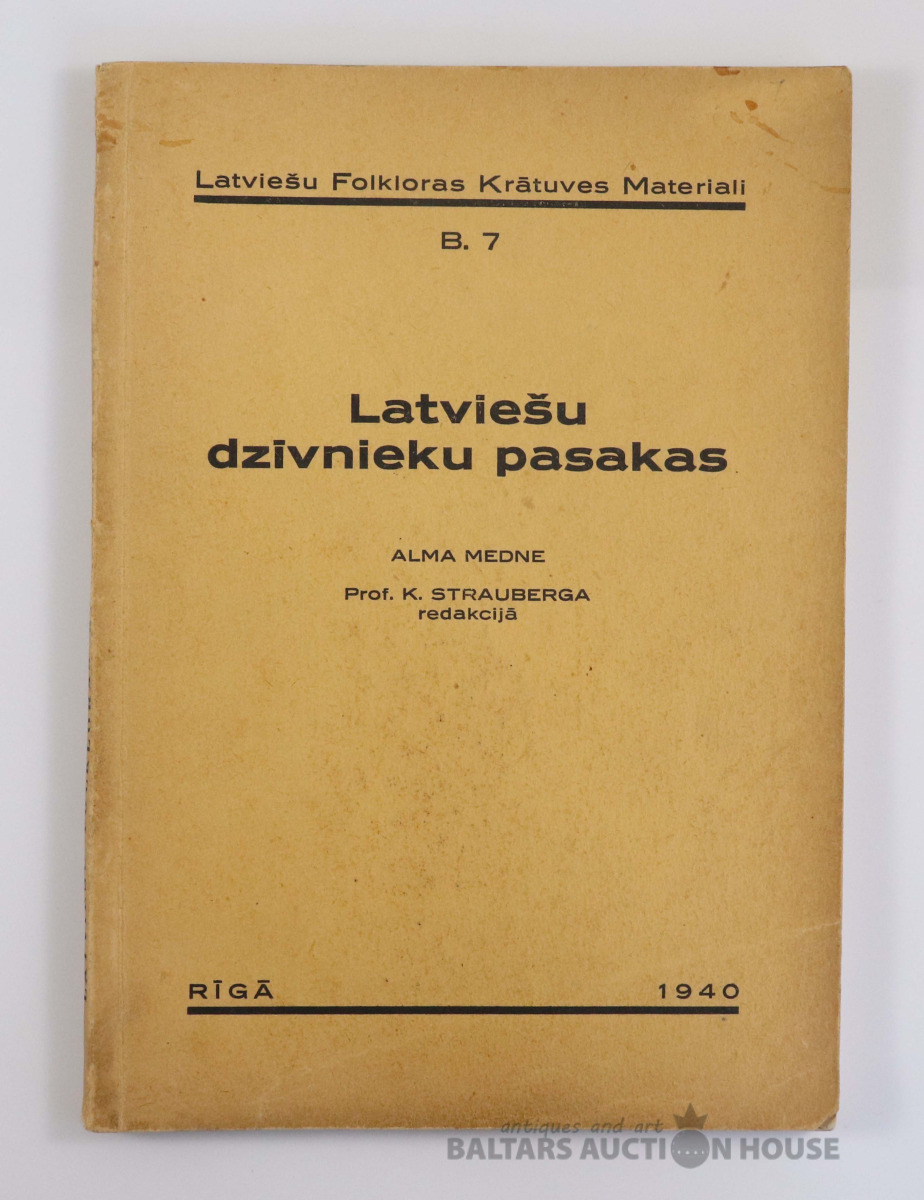 Latviešu Folkloras Krātuves Materiali
B. 7
Latviešu
dzīvnieku pasakas
ALMA MEDNE
Prof. K. STRAUBERGA
redakcijā
RĪGĀ 1940
antiques and art
BALTARS AUCTION HOUSE